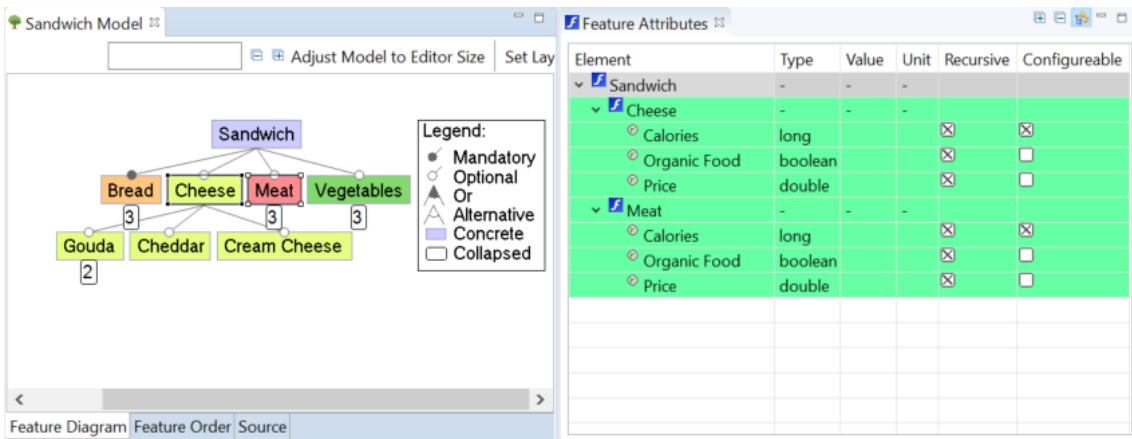 Sandwich Model
Adjust Model to Editor Size Set Lay
Sandwich
Bread Cheese Meat Vegetables
3 3 3
Gouda Cheddar Cream Cheese
2
Legend:
Mandatory
Optional
Or
Alternative
Concrete
Collapsed
Feature Diagram Feature Order Source
Feature Attributes
Element Type Value Unit Recursive Configureable
Sandwich - - -
Cheese - - -
Calories long
Organic Food boolean
Price double
Meat - - -
Calories long
Organic Food boolean
Price double